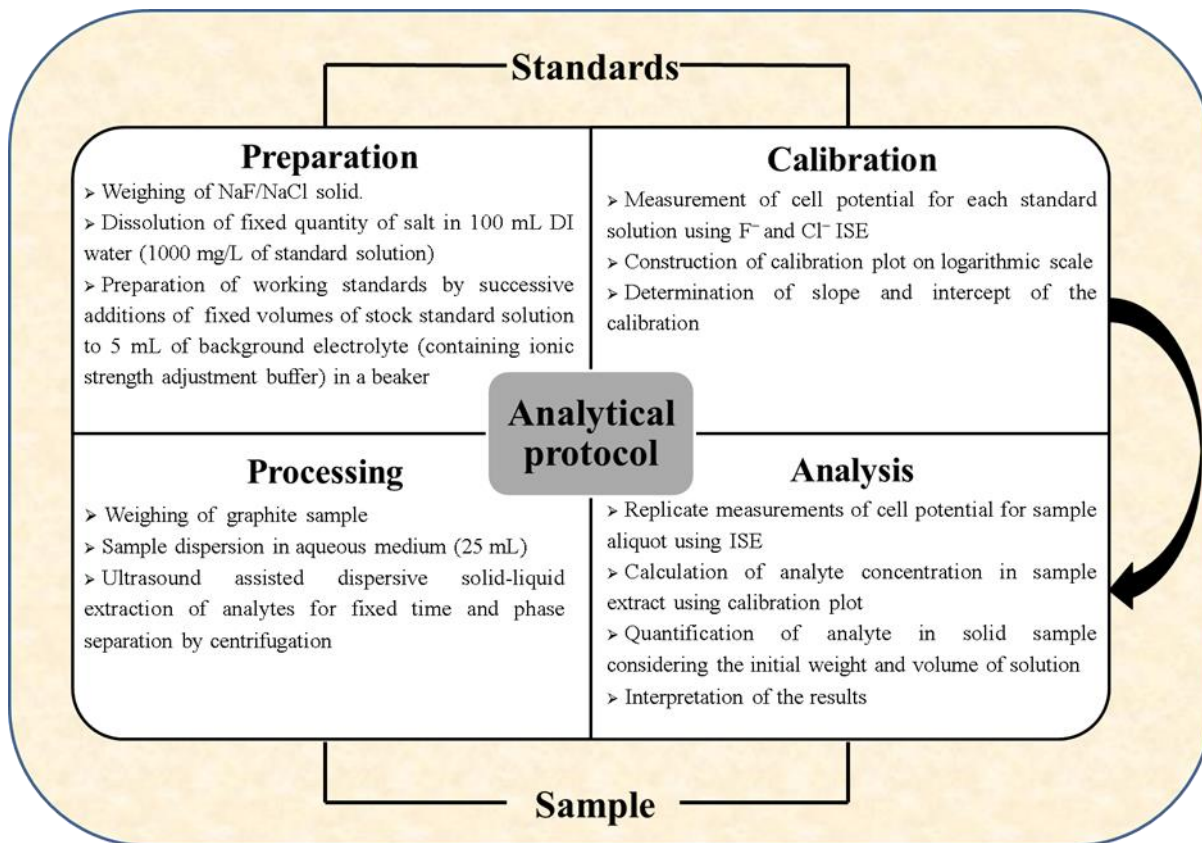 Standards
Preparation
➢ Weighing of NaF/NaCl solid.
➢ Dissolution of fixed quantity of salt in 100 mL DI
water (1000 mg/L of standard solution)
➢ Preparation of working standards by successive
additions of fixed volumes of stock standard solution
to 5 mL of background electrolyte (containing ionic
strength adjustment buffer) in a beaker
Calibration
➢ Measurement of cell potential for each standard
solution using F⁻ and Cl⁻ ISE
➢ Construction of calibration plot on logarithmic scale
➢ Determination of slope and intercept of the
calibration
Analytical
protocol
Processing
➢ Weighing of graphite sample
➢ Sample dispersion in aqueous medium (25 mL)
➢ Ultrasound assisted dispersive solid-liquid
extraction of analytes for fixed time and phase
separation by centrifugation
Analysis
➢ Replicate measurements of cell potential for sample
aliquot using ISE
➢ Calculation of analyte concentration in sample
extract using calibration plot
➢ Quantification of analyte in solid sample
considering the initial weight and volume of solution
➢ Interpretation of the results
Sample